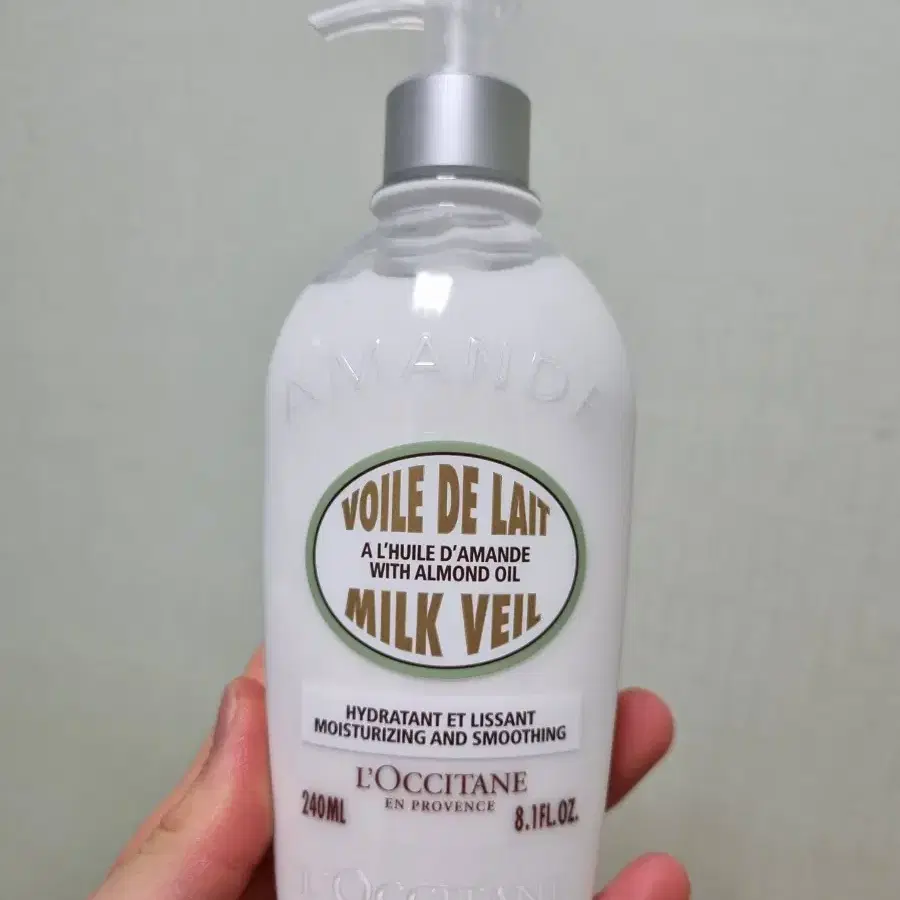 AMANDE
VOILE DE LAIT
A L'HUILE D'AMANDE
WITH ALMOND OIL
MILK VEIL
HYDRATANT ET LISSANT
MOISTURIZING AND SMOOTHING
L'OCCITANE
EN PROVENCE
240ML
8.1FL.OZ.
L'OCCITANE